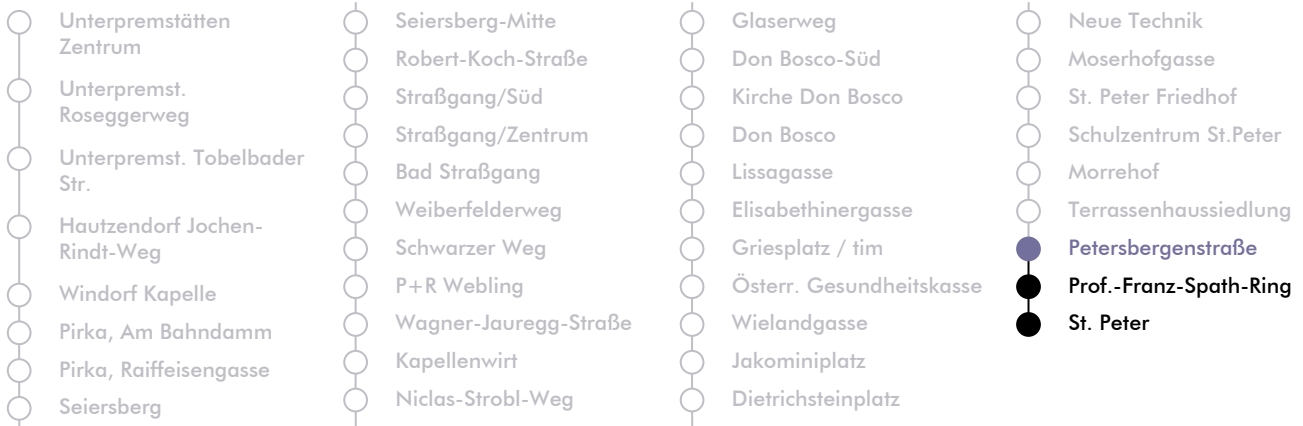 Unterpremstätten
Zentrum
Unterpremst.
Roseggerweg
Unterpremst. Tobelbader
Str.
Hautzendorf Jochen-
Rindt-Weg
Windorf Kapelle
Pirka, Am Bahndamm
Pirka, Raiffeisengasse
Seiersberg
Seiersberg-Mitte
Robert-Koch-Straße
Straßgang/Süd
Straßgang/Zentrum
Bad Straßgang
Weiberfelderweg
Schwarzer Weg
P+R Webling
Wagner-Jauregg-Straße
Kapellenwirt
Niclas-Strobl-Weg
Glaserweg
Don Bosco-Süd
Kirche Don Bosco
Don Bosco
Lissagasse
Elisabethinergasse
Griesplatz / tim
Österr. Gesundheitskasse
Wielandgasse
Jakominiplatz
Dietrichsteinplatz
Neue Technik
Moserhofgasse
St. Peter Friedhof
Schulzentrum St.Peter
Morrehof
Terrassenhaussiedlung
Petersbergenstraße
Prof.-Franz-Spath-Ring
St. Peter